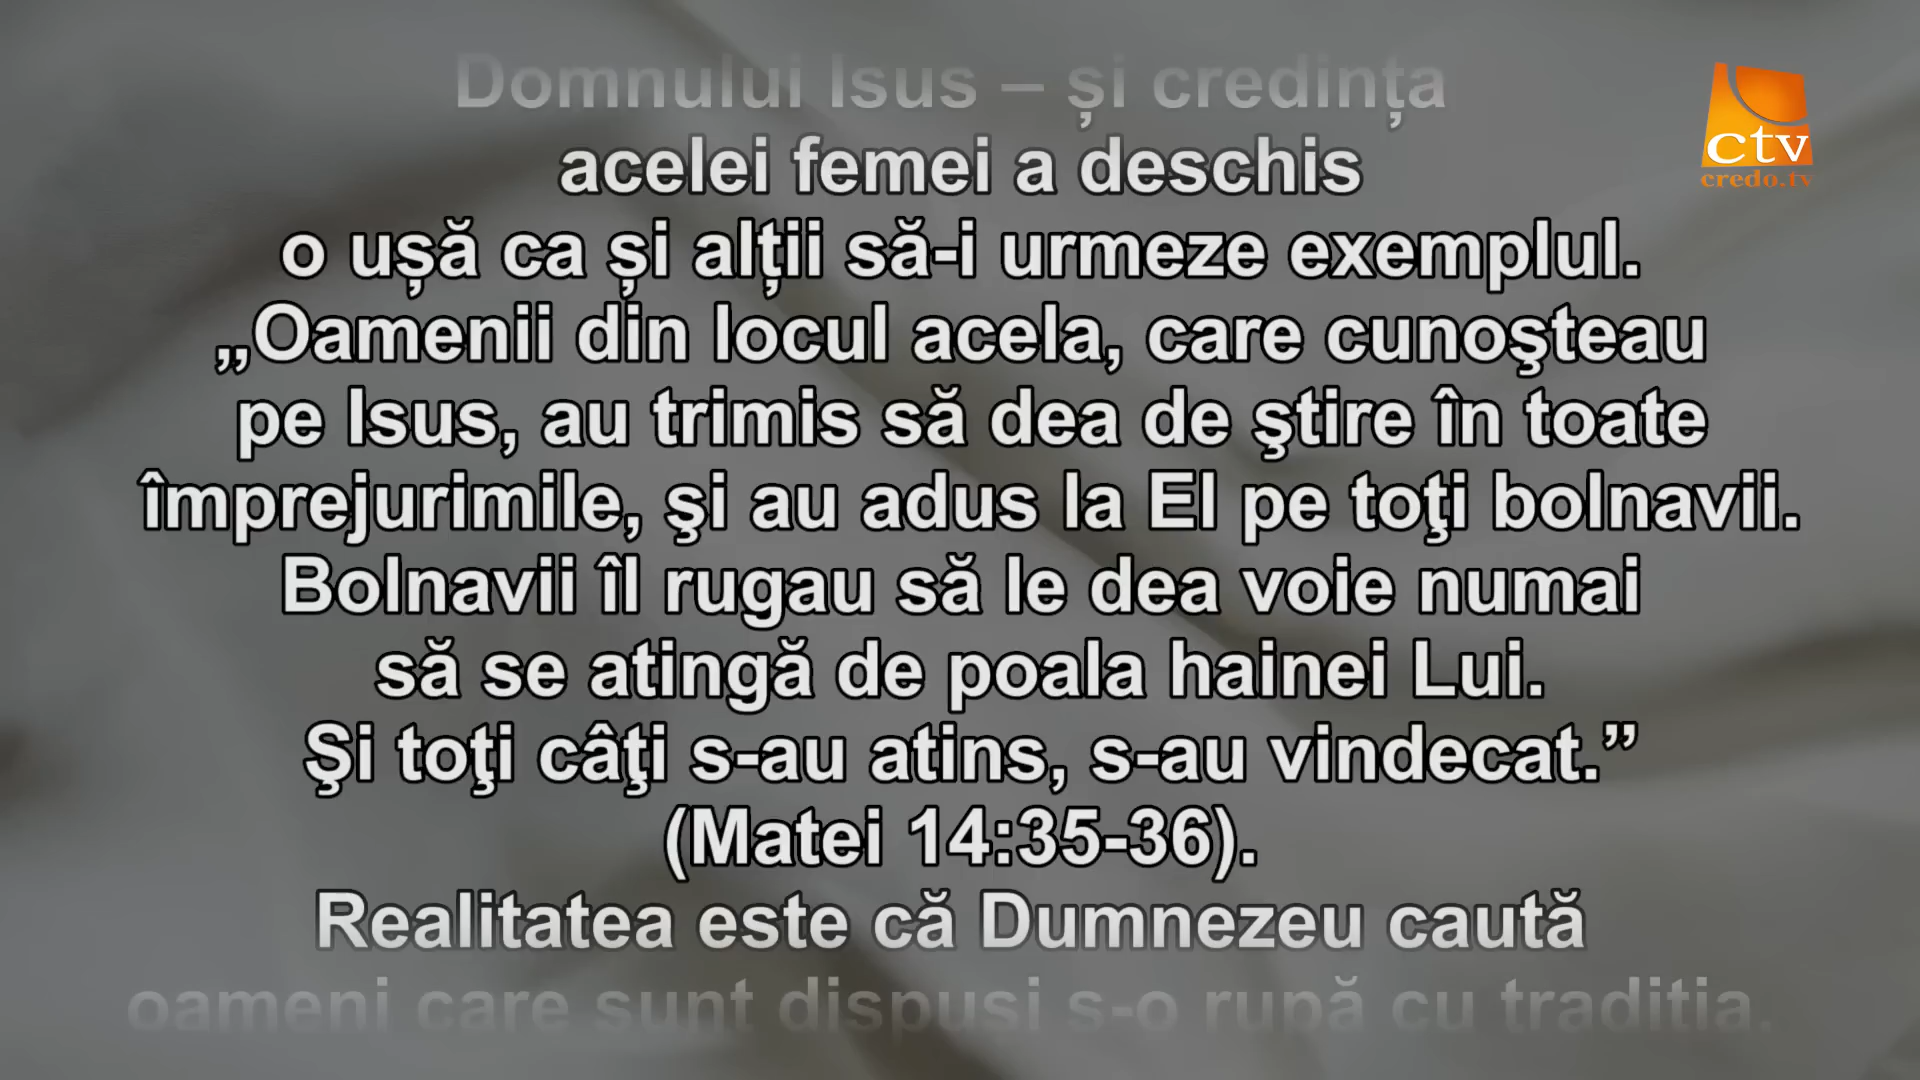 Domnului Isus – și credința
acelei femei a deschis
o ușă ca și alții să-i urmeze exemplul.
„Oamenii din locul acela, care cunoşteau
pe Isus, au trimis să dea de ştire în toate
împrejurimile, şi au adus la El pe toţi bolnavii.
Bolnavii îl rugau să le dea voie numai
să se atingă de poala hainei Lui.
Şi toţi câţi s-au atins, s-au vindecat.”
(Matei 14:35-36).
Realitatea este că Dumnezeu caută
oameni care sunt dispuși s-o rupă cu tradiția.
ctv
credo.tv